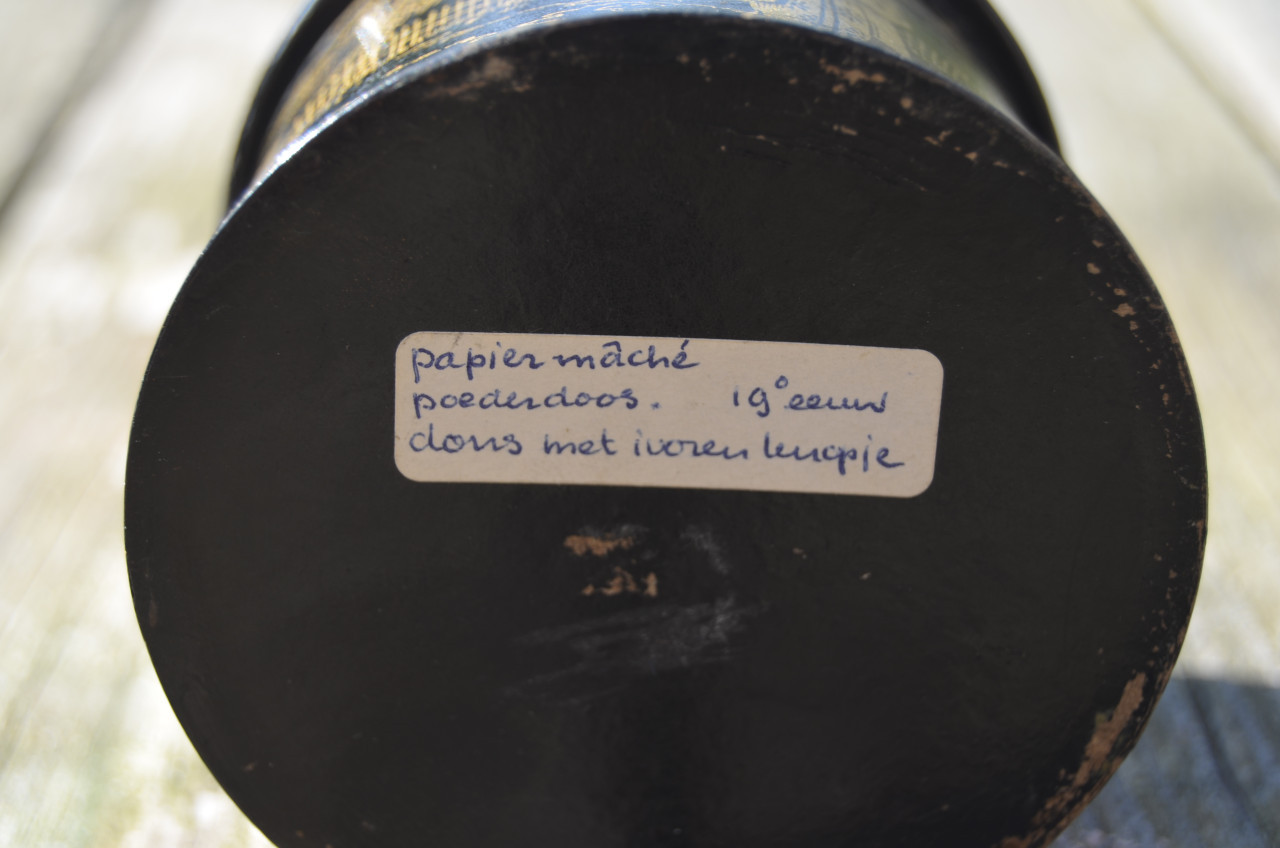 papier mâché
poederdoos. 19e eeuw
dons met ivoren knopje